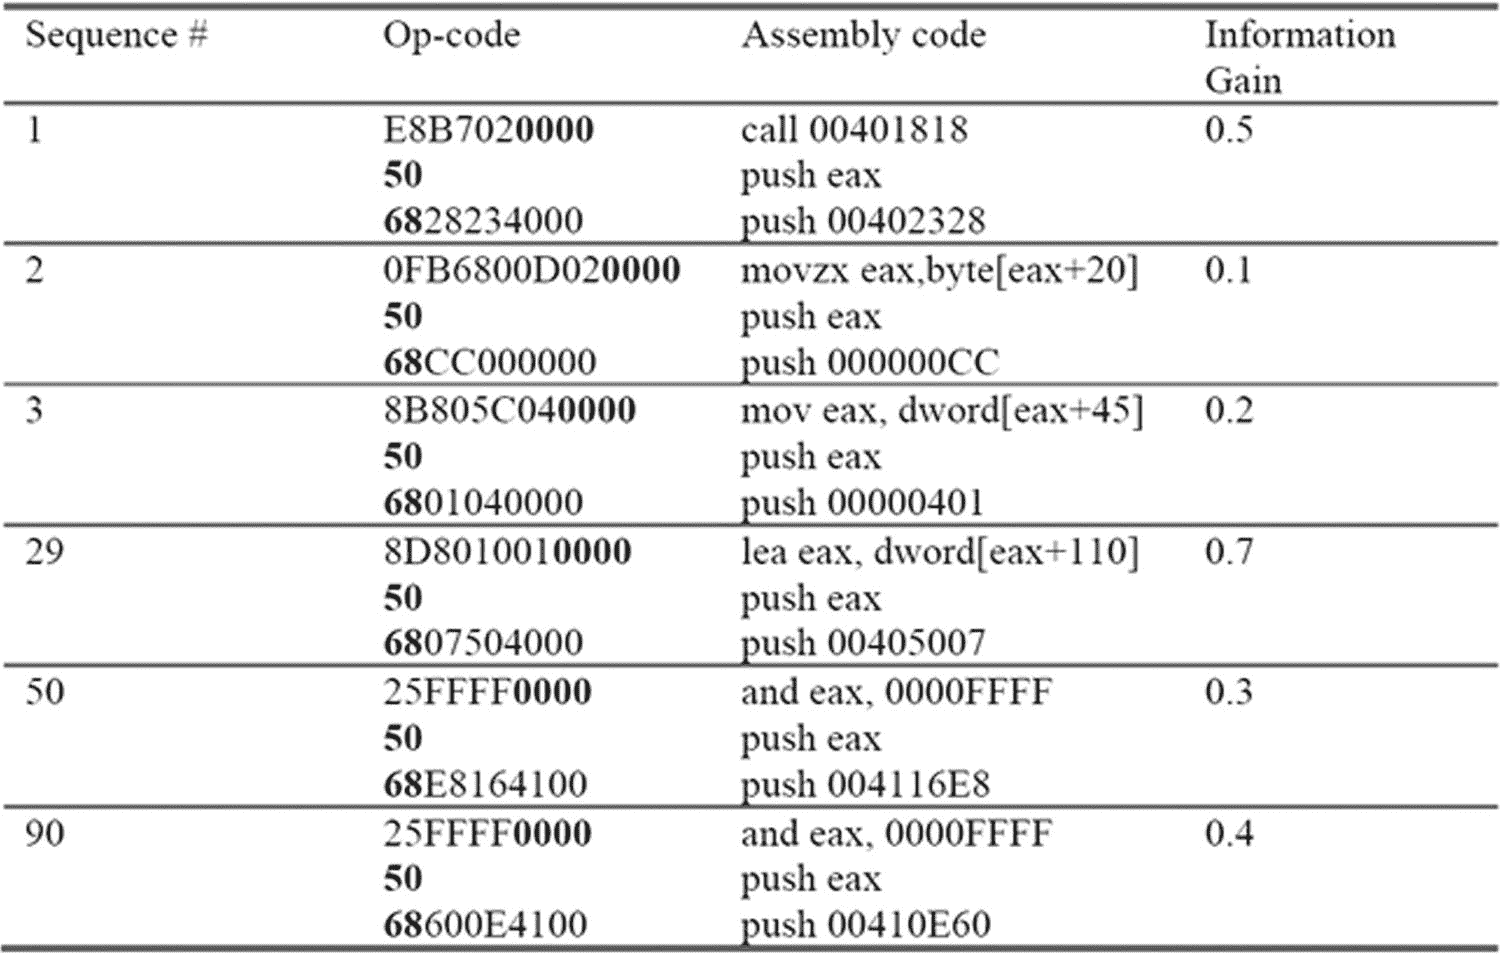 Sequence # Op-code Assembly code Information
Gain
1 E8B7020000 call 00401818 0.5
50 push eax
6828234000 push 00402328
2 0FB6800D020000 movzx eax,byte[eax+20] 0.1
50 push eax
68CC000000 push 000000CC
3 8B805C040000 mov eax, dword[eax+45] 0.2
50 push eax
6801040000 push 00000401
29 8D8010010000 lea eax, dword[eax+110] 0.7
50 push eax
6807504000 push 00405007
50 25FFFF0000 and eax, 0000FFFF 0.3
50 push eax
68E8164100 push 004116E8
90 25FFFF0000 and eax, 0000FFFF 0.4
50 push eax
68600E4100 push 00410E60